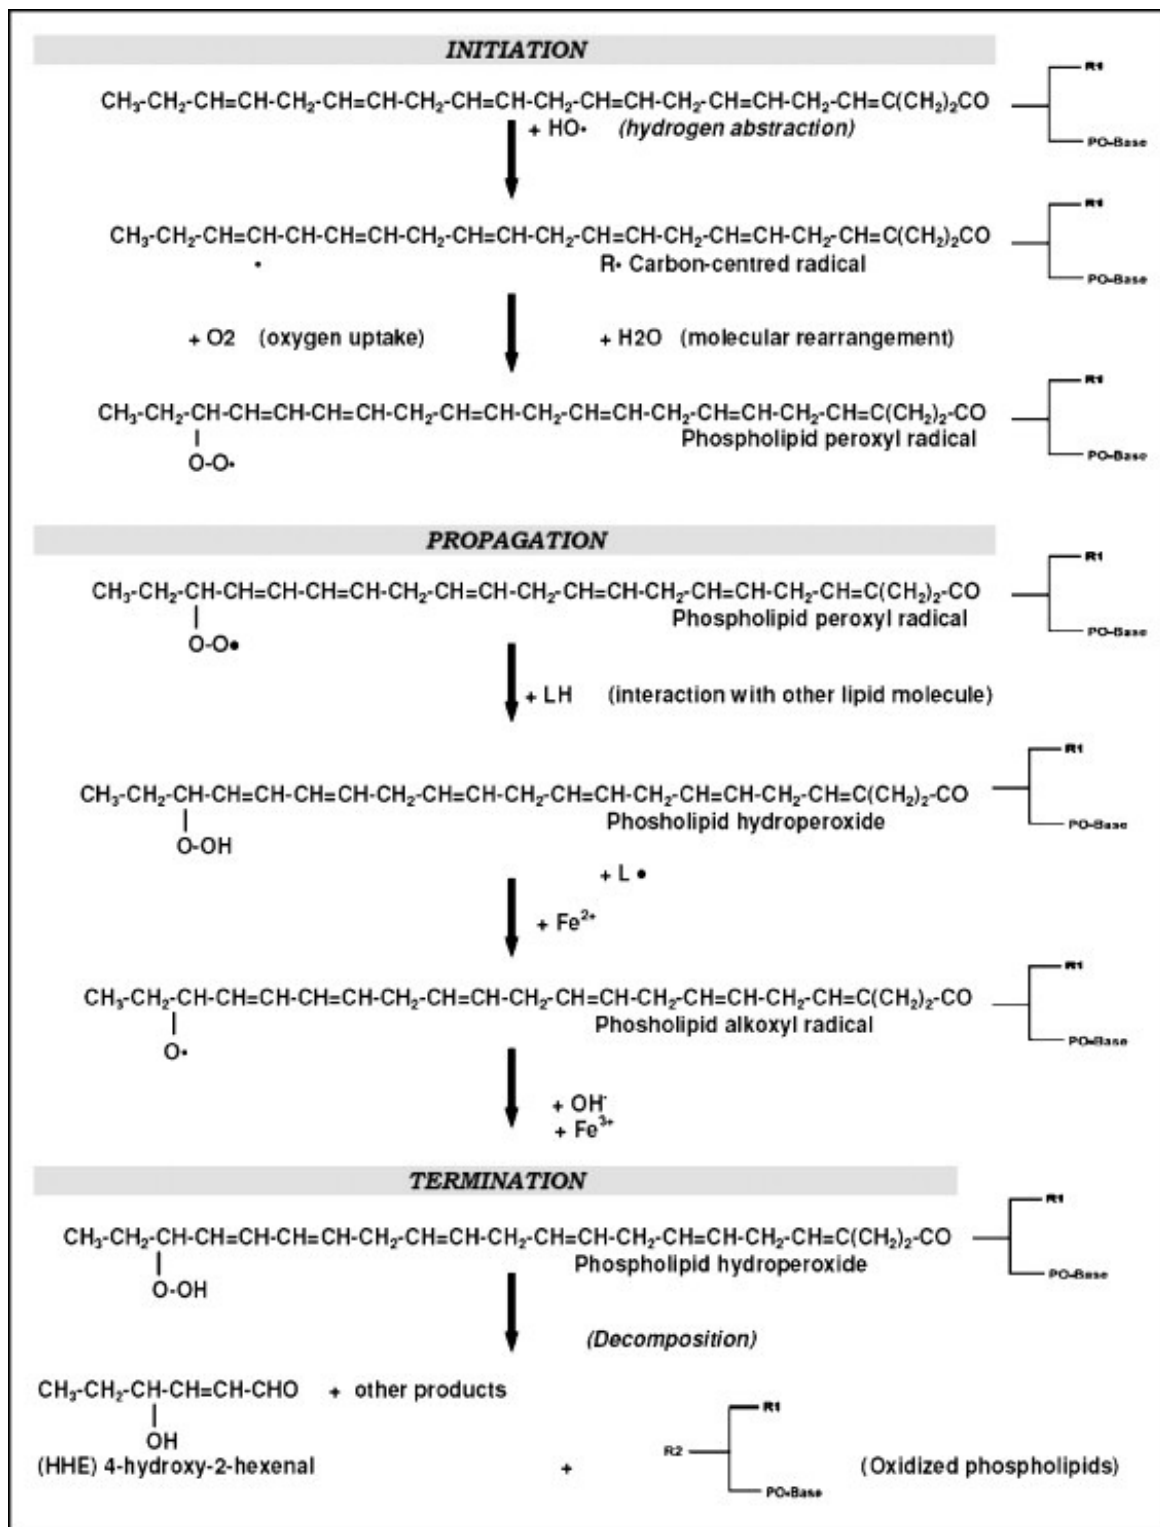 INITIATION
R1
CH₃-CH₂-CH=CH-CH₂-CH=CH-CH₂-CH=CH-CH₂-CH=CH-CH₂-CH=CH-CH₂-CH=C(CH₂)₂CO
+ HO• (hydrogen abstraction)
PO-Base
R1
CH₃-CH₂-CH=CH-CH-CH=CH-CH₂-CH=CH-CH₂-CH=CH-CH₂-CH=CH-CH₂-CH=C(CH₂)₂CO
• R• Carbon-centred radical
PO-Base
+ O2 (oxygen uptake) + H2O (molecular rearrangement)
R1
CH₃-CH₂-CH-CH=CH-CH=CH-CH₂-CH=CH-CH₂-CH=CH-CH₂-CH=CH-CH₂-CH=C(CH₂)₂-CO
Phospholipid peroxyl radical
PO-Base
O-O•
PROPAGATION
R1
CH₃-CH₂-CH-CH=CH-CH=CH-CH₂-CH=CH-CH₂-CH=CH-CH₂-CH=CH-CH₂-CH=C(CH₂)₂-CO
Phospholipid peroxyl radical
PO-Base
O-O•
+ LH (interaction with other lipid molecule)
R1
CH₃-CH₂-CH-CH=CH-CH=CH-CH₂-CH=CH-CH₂-CH=CH-CH₂-CH=CH-CH₂-CH=C(CH₂)₂-CO
Phosholipid hydroperoxide
PO-Base
O-OH
+ L •
+ Fe²⁺
R1
CH₃-CH₂-CH-CH=CH-CH=CH-CH₂-CH=CH-CH₂-CH=CH-CH₂-CH=CH-CH₂-CH=C(CH₂)₂-CO
Phosholipid alkoxyl radical
PO-Base
O•
+ OH⁻
+ Fe³⁺
TERMINATION
R1
CH₃-CH₂-CH-CH=CH-CH=CH-CH₂-CH=CH-CH₂-CH=CH-CH₂-CH=CH-CH₂-CH=C(CH₂)₂-CO
Phospholipid hydroperoxide
PO-Base
O-OH
(Decomposition)
CH₃-CH₂-CH-CH=CH-CHO + other products
R1
OH
R2
(HHE) 4-hydroxy-2-hexenal + (Oxidized phospholipids)
PO-Base